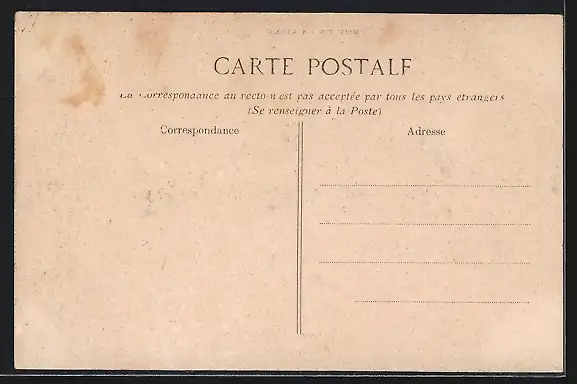 CARTE POSTALE
La Correspondance au recto n'est pas acceptée par tous les pays étrangers
(Se renseigner à la Poste)
Correspondance
Adresse